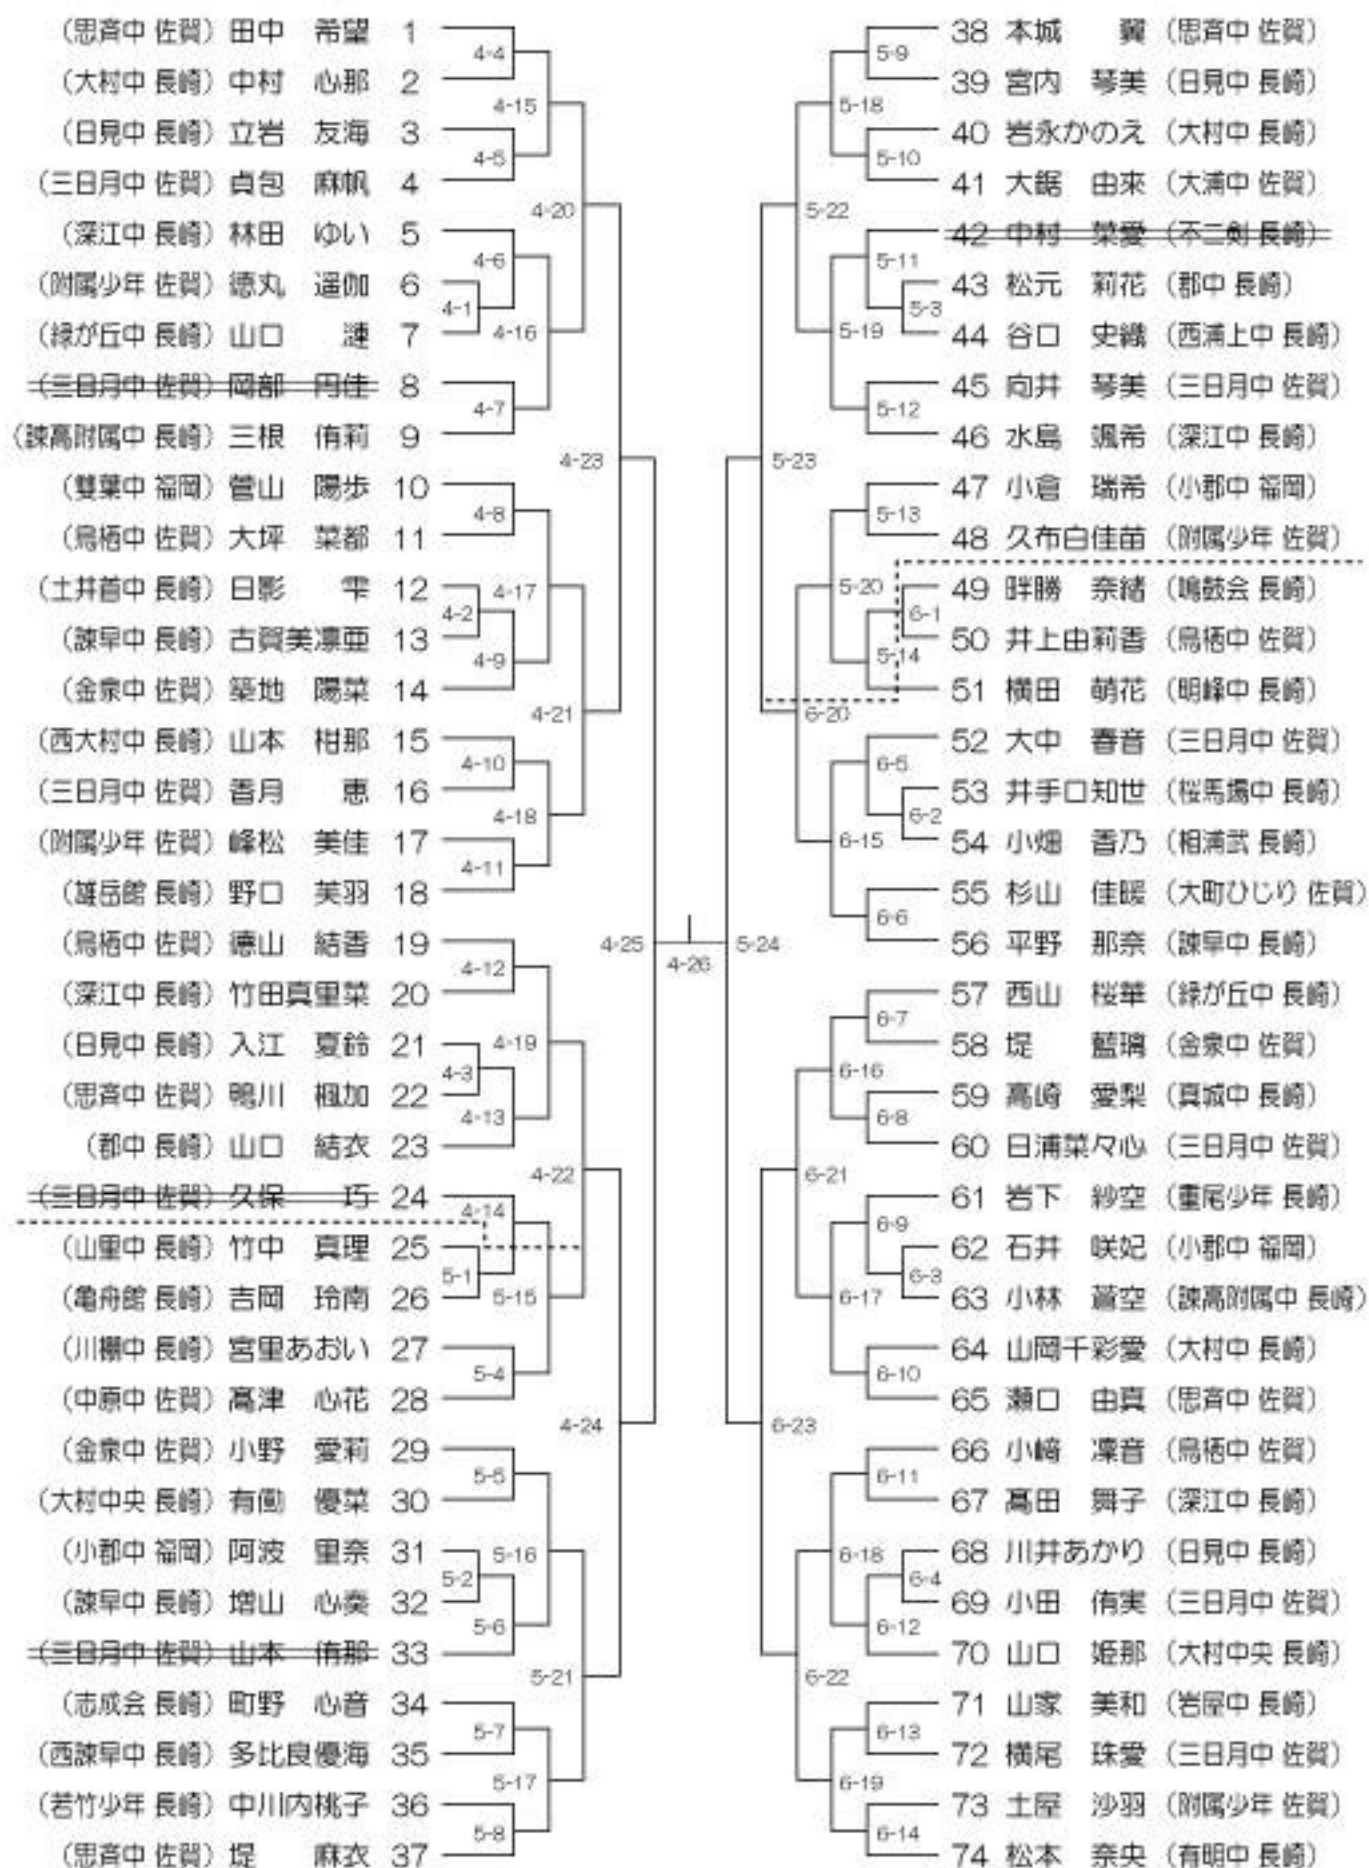 (思斉中 佐賀) 田中 希望 1
(大村中 長崎) 中村 心那 2
(日見中 長崎) 立岩 友海 3
(三日月中 佐賀) 貞包 麻帆 4
(深江中 長崎) 林田 ゆい 5
(附属少年 佐賀) 徳丸 遥伽 6
(緑が丘中 長崎) 山口 漣 7
(三日月中 佐賀) 岡部 円佳 8
(諫高附属中 長崎) 三根 侑莉 9
(雙葉中 福岡) 菅山 陽歩 10
(鳥栖中 佐賀) 大坪 菜都 11
(土井首中 長崎) 日影 雫 12
(諫早中 長崎) 古賀美凛亜 13
(金泉中 佐賀) 築地 陽菜 14
(西大村中 長崎) 山本 柑那 15
(三日月中 佐賀) 香月 恵 16
(附属少年 佐賀) 峰松 美佳 17
(雄岳館 長崎) 野口 芙羽 18
(鳥栖中 佐賀) 徳山 結香 19
(深江中 長崎) 竹田真里菜 20
(日見中 長崎) 入江 夏鈴 21
(思斉中 佐賀) 鴨川 楓加 22
(郡中 長崎) 山口 結衣 23
(三日月中 佐賀) 久保 巧 24
(山里中 長崎) 竹中 真理 25
(亀舟館 長崎) 吉岡 玲南 26
(川棚中 長崎) 宮里あおい 27
(中原中 佐賀) 髙津 心花 28
(金泉中 佐賀) 小野 愛莉 29
(大村中央 長崎) 有働 優菜 30
(小郡中 福岡) 阿波 里奈 31
(諫早中 長崎) 増山 心奏 32
(三日月中 佐賀) 山本 侑那 33
(志成会 長崎) 町野 心音 34
(西諫早中 長崎) 多比良優海 35
(若竹少年 長崎) 中川内桃子 36
(思斉中 佐賀) 堤 麻衣 37
4-4
4-15
4-5
4-20
4-6
4-1
4-16
4-7
4-23
4-8
4-17
4-2
4-9
4-21
4-10
4-18
4-11
4-25
4-12
4-19
4-3
4-13
4-22
4-14
5-1
5-15
5-4
4-24
5-5
5-16
5-2
5-6
5-21
5-7
5-17
5-8
4-26
5-9
5-18
5-10
5-22
5-11
5-3
5-19
5-12
5-23
5-13
5-20
6-1
5-14
6-20
6-5
6-2
6-15
6-6
5-24
6-7
6-16
6-8
6-21
6-9
6-3
6-17
6-10
6-23
6-11
6-18
6-4
6-12
6-22
6-13
6-19
6-14
38 本城 翼 (思斉中 佐賀)
39 宮内 琴美 (日見中 長崎)
40 岩永かのえ (大村中 長崎)
41 大鋸 由來 (大浦中 佐賀)
42 中村 菜愛 (不二剣 長崎)
43 松元 莉花 (郡中 長崎)
44 谷口 史織 (西浦上中 長崎)
45 向井 琴美 (三日月中 佐賀)
46 水島 颯希 (深江中 長崎)
47 小倉 瑞希 (小郡中 福岡)
48 久布白佳苗 (附属少年 佐賀)
49 畔勝 奈緒 (鳴鼓会 長崎)
50 井上由莉香 (鳥栖中 佐賀)
51 横田 萌花 (明峰中 長崎)
52 大中 春音 (三日月中 佐賀)
53 井手口知世 (桜馬場中 長崎)
54 小畑 香乃 (相浦武 長崎)
55 杉山 佳暖 (大町ひじり 佐賀)
56 平野 那奈 (諫早中 長崎)
57 西山 桜華 (緑が丘中 長崎)
58 堤 藍璃 (金泉中 佐賀)
59 高崎 愛梨 (真城中 長崎)
60 日浦菜々心 (三日月中 佐賀)
61 岩下 紗空 (重尾少年 長崎)
62 石井 咲妃 (小郡中 福岡)
63 小林 蒼空 (諫高附属中 長崎)
64 山岡千彩愛 (大村中 長崎)
65 瀬口 由真 (思斉中 佐賀)
66 小﨑 凜音 (鳥栖中 佐賀)
67 髙田 舞子 (深江中 長崎)
68 川井あかり (日見中 長崎)
69 小田 侑実 (三日月中 佐賀)
70 山口 姫那 (大村中央 長崎)
71 山家 美和 (岩屋中 長崎)
72 横尾 珠愛 (三日月中 佐賀)
73 土屋 沙羽 (附属少年 佐賀)
74 松本 奈央 (有明中 長崎)